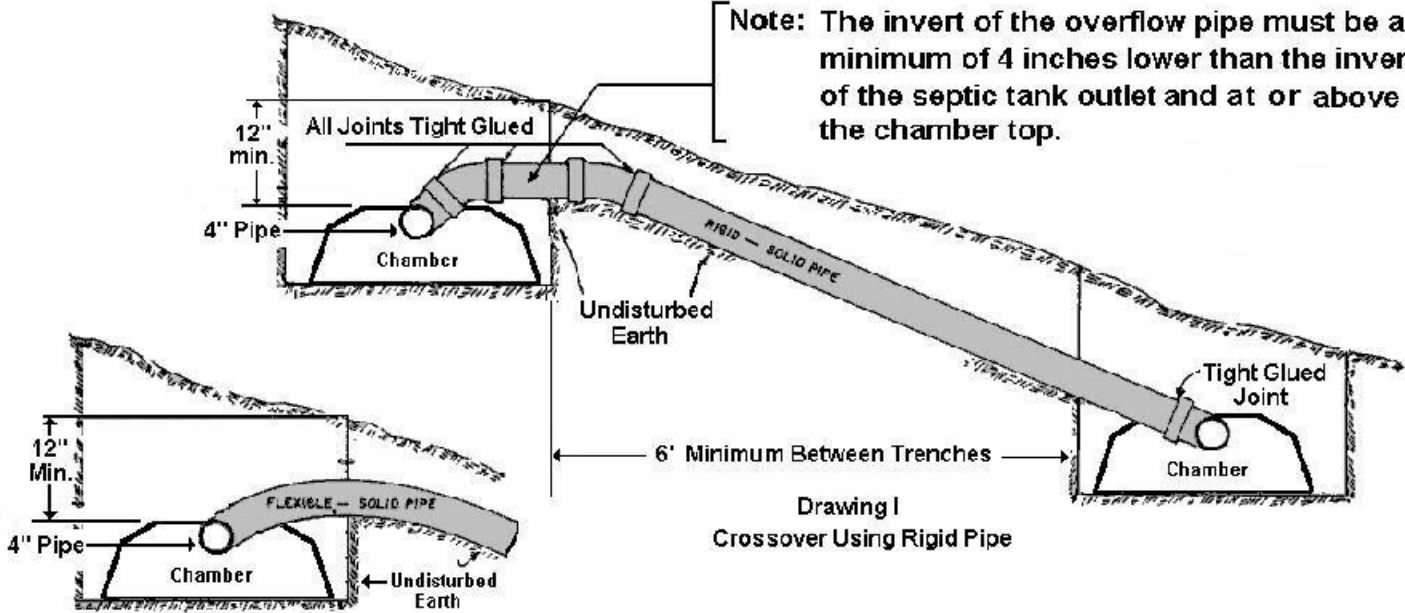 Note: The invert of the overflow pipe must be a
minimum of 4 inches lower than the inver
of the septic tank outlet and at or above
the chamber top.
12"
min.
All Joints Tight Glued
4" Pipe
Chamber
RIGID — SOLID PIPE
Undisturbed
Earth
Tight Glued
Joint
Chamber
6' Minimum Between Trenches
Drawing I
Crossover Using Rigid Pipe
12"
Min.
FLEXIBLE — SOLID PIPE
4" Pipe
Chamber
Undisturbed
Earth